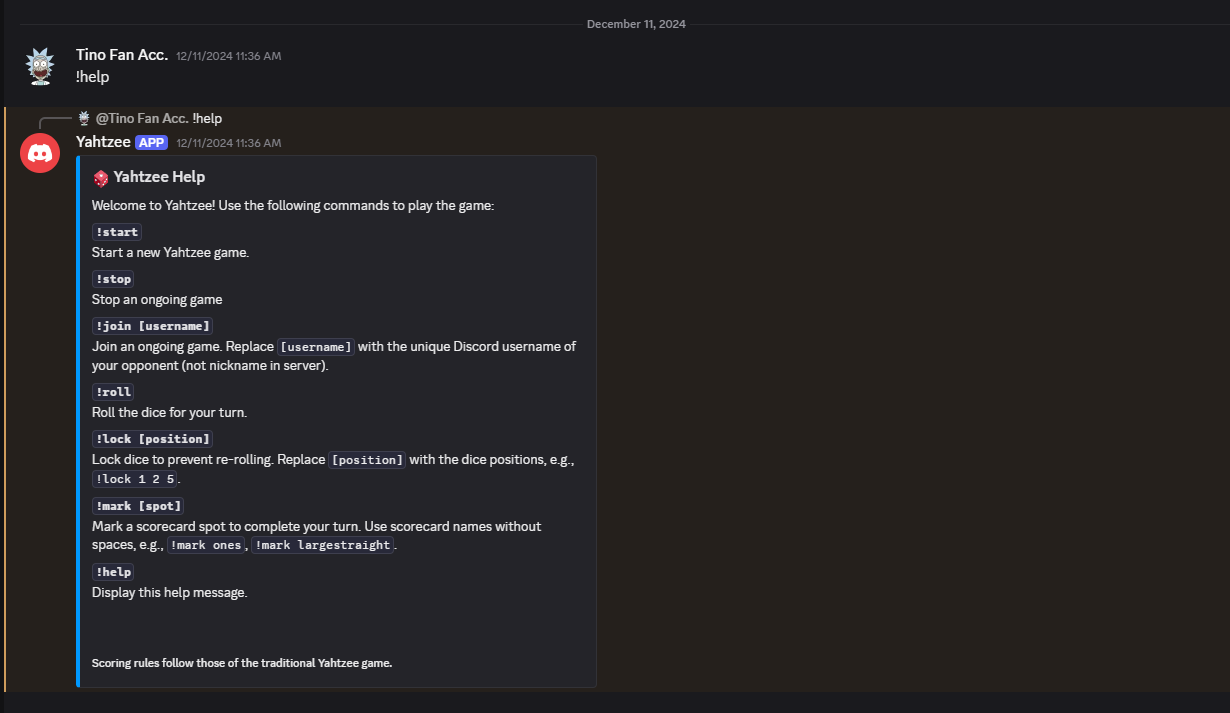 December 11, 2024
Tino Fan Acc. 12/11/2024 11:36 AM
!help
@Tino Fan Acc. !help
Yahtzee APP 12/11/2024 11:36 AM
Yahtzee Help
Welcome to Yahtzee! Use the following commands to play the game:
!start
Start a new Yahtzee game.
!stop
Stop an ongoing game
!join [username]
Join an ongoing game. Replace [username] with the unique Discord username of
your opponent (not nickname in server).
!roll
Roll the dice for your turn.
!lock [position]
Lock dice to prevent re-rolling. Replace [position] with the dice positions, e.g.,
!lock 1 2 5.
!mark [spot]
Mark a scorecard spot to complete your turn. Use scorecard names without
spaces, e.g., !mark ones, !mark largestraight.
!help
Display this help message.
Scoring rules follow those of the traditional Yahtzee game.